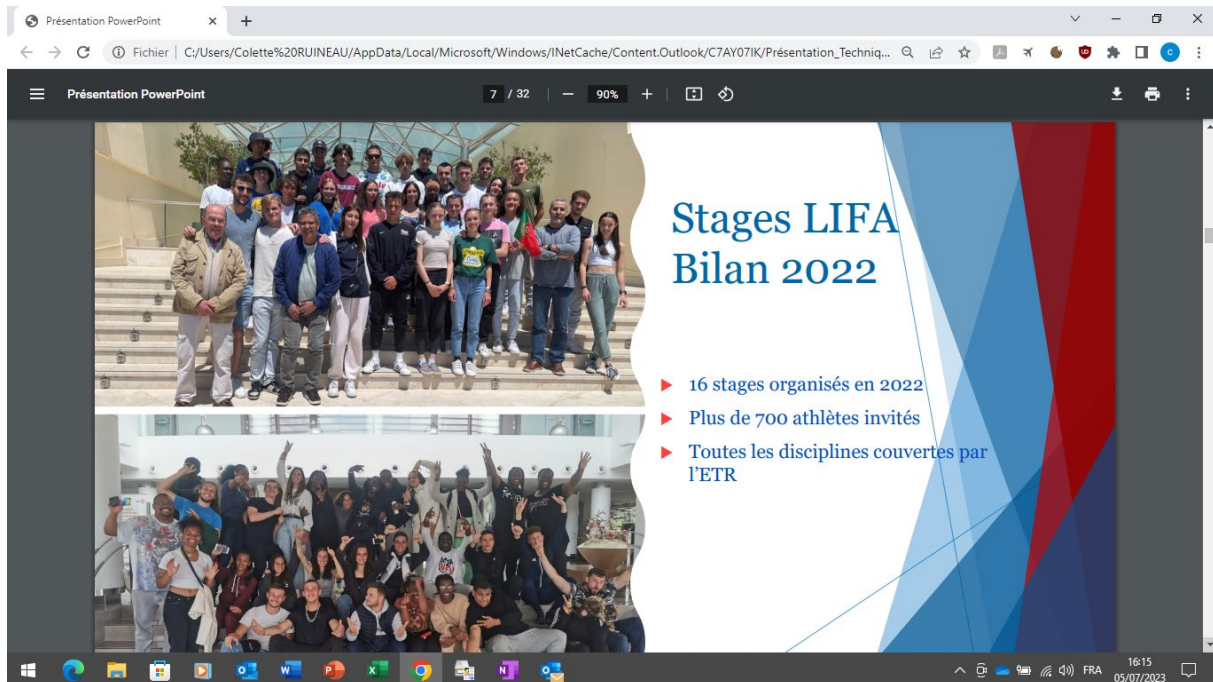 Présentation PowerPoint
Fichier | C:/Users/Colette%20RUINEAU/AppData/Local/Microsoft/Windows/INetCache/Content.Outlook/C7AY07IK/Présentation_Techniq...
Présentation PowerPoint
7 / 32
90%
Stages LIFA
Bilan 2022
16 stages organisés en 2022
Plus de 700 athlètes invités
Toutes les disciplines couvertes par
l'ETR
FRA
16:15
05/07/2023